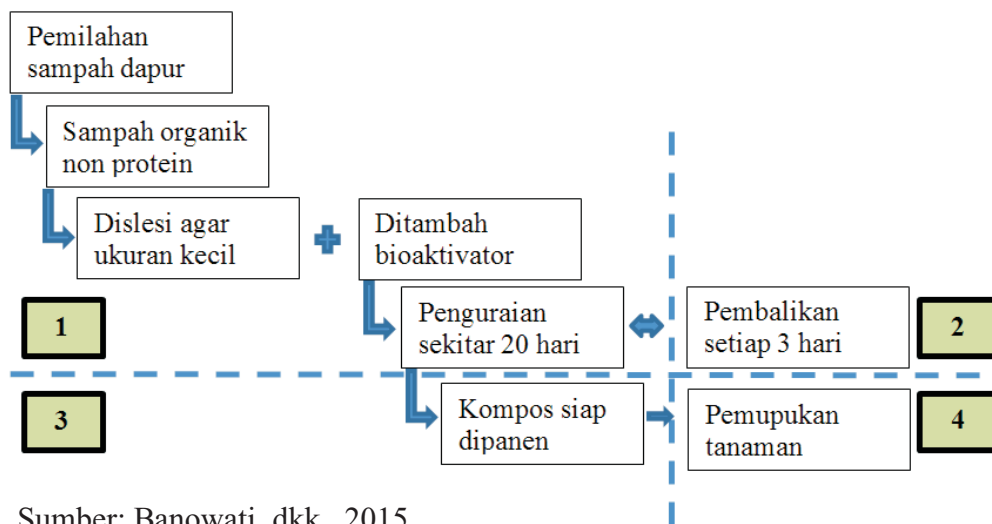 Pemilahan
sampah dapur
Sampah organik
non protein
Dislesi agar
ukuran kecil
Ditambah
bioaktivator
1
Penguraian
sekitar 20 hari
Pembalikan
setiap 3 hari
2
3
Kompos siap
dipanen
Pemupukan
tanaman
4
Sumber: Banowati, dkk., 2015